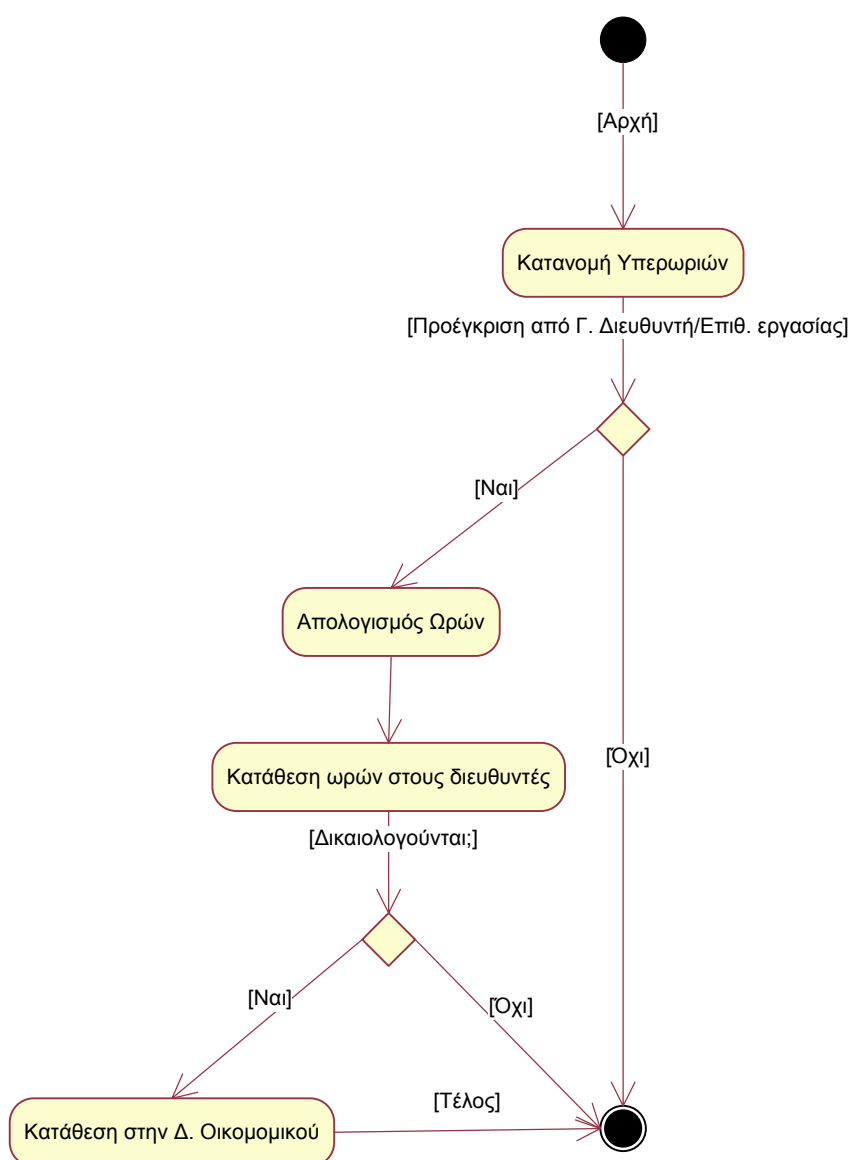 [Αρχή]
Κατανομή Υπερωριών
[Προέγκριση από Γ. Διευθυντή/Επιθ. εργασίας]
[Ναι]
Απολογισμός Ωρών
[Όχι]
Κατάθεση ωρών στους διευθυντές
[Δικαιολογούνται;]
[Ναι]
[Όχι]
[Τέλος]
Κατάθεση στην Δ. Οικομομικού